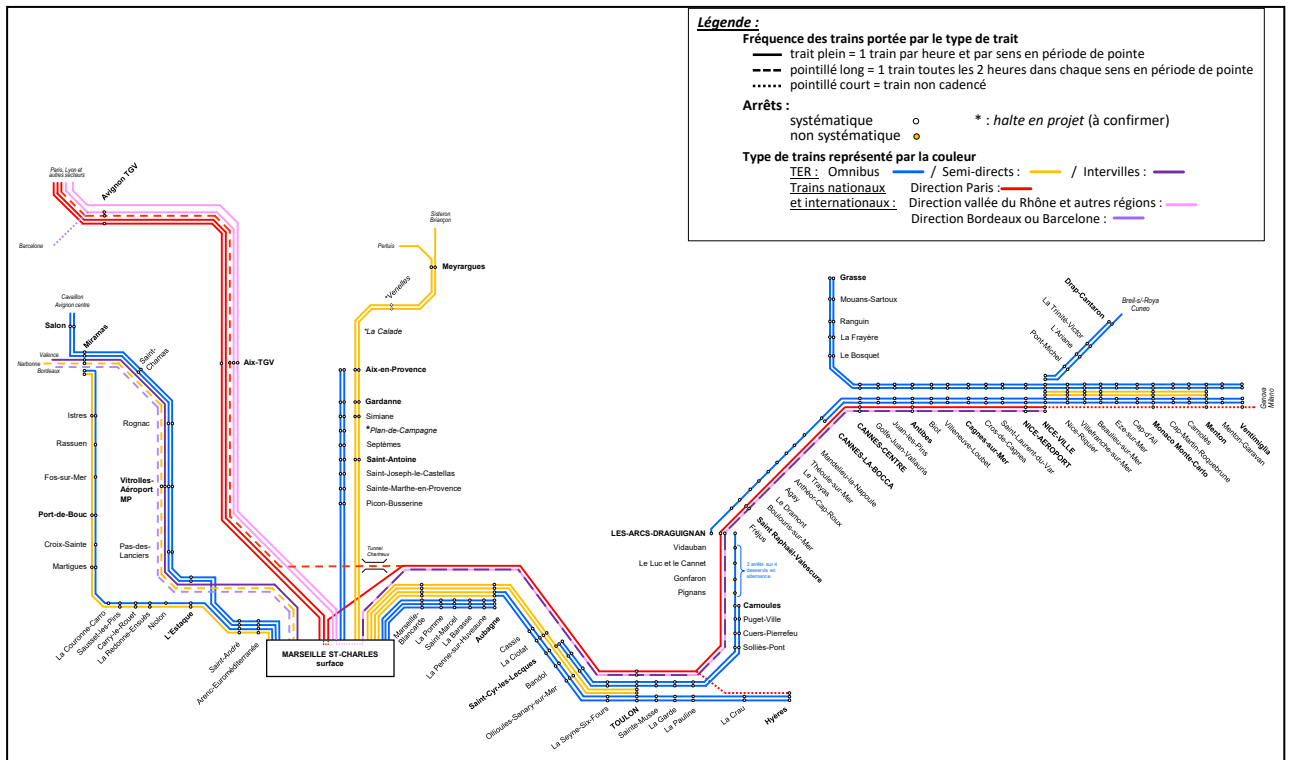 Légende :
Fréquence des trains portée par le type de trait
trait plein = 1 train par heure et par sens en période de pointe
pointillé long = 1 train toutes les 2 heures dans chaque sens en période de pointe
pointillé court = train non cadencé
Arrêts :
systématique
* : halte en projet (à confirmer)
non systématique
Type de trains représenté par la couleur
TER : Omnibus / Semi-directs : / Intervilles :
Trains nationaux Direction Paris :
et internationaux : Direction vallée du Rhône et autres régions :
Direction Bordeaux ou Barcelone :
Paris, Lyon et
autres secteurs
Avignon TGV
Barcelone
Sisteron
Briançon
Pertuis
Meyrargues
*Venelles
*La Calade
Cavaillon
Avignon centre
Salon
Miramas
Valence
Narbonne
Bordeaux
Saint-
Chamas
Aix-TGV
Aix-en-Provence
Gardanne
Simiane
*Plan-de-Campagne
Septèmes
Saint-Antoine
Saint-Joseph-le-Castellas
Sainte-Marthe-en-Provence
Picon-Busserine
Istres
Rassuen
Fos-sur-Mer
Port-de-Bouc
Croix-Sainte
Martigues
Rognac
Vitrolles-
Aéroport
MP
Pas-des-
Lanciers
La Couronne-Carro
Sausset-les-Pins
Carry-le-Rouet
La Redonne-Ensuès
Niolon
L'Estaque
Saint-André
Arenc-Euroméditerranée
Tunnel
Chartreux
MARSEILLE ST-CHARLES
surface
Marseille-
Blancarde
La Pomme
Saint-Marcel
La Barasse
La Penne-sur-Huveaune
Aubagne
Cassis
La Ciotat
Saint-Cyr-les-Lecques
Bandol
Ollioules-Sanary-sur-Mer
La Seyne-Six-Fours
TOULON
Sainte-Musse
La Garde
La Pauline
La Crau
Hyères
LES-ARCS-DRAGUIGNAN
Vidauban
Le Luc et le Cannet
Gonfaron
Pignans
2 arrêts sur 4
desservis en
alternance
Carnoules
Puget-Ville
Cuers-Pierrefeu
Solliès-Pont
Fréjus
Saint Raphaël-Valescure
Boulouris-sur-Mer
Le Dramont
Agay
Anthéor-Cap-Roux
Le Trayas
Théoule-sur-Mer
Mandelieu-la-Napoule
CANNES-LA-BOCCA
CANNES-CENTRE
Golfe-Juan-Vallauris
Juan-les-Pins
Antibes
Biot
Villeneuve-Loubet
Cagnes-sur-Mer
Cros-de-Cagnes
Saint-Laurent-du-Var
NICE-AEROPORT
NICE-VILLE
Nice-Riquier
Villefranche-sur-Mer
Beaulieu-sur-Mer
Eze-sur-Mer
Cap-d'Ail
Monaco Monte-Carlo
Cap-Martin-Roquebrune
Carnoles
Menton
Menton-Garavan
Ventimiglia
Genova
Milano
Grasse
Mouans-Sartoux
Ranguin
La Frayère
Le Bosquet
Drap-Cantaron
La Trinité-Victor
L'Ariane
Pont-Michel
Breil-s/-Roya
Cuneo